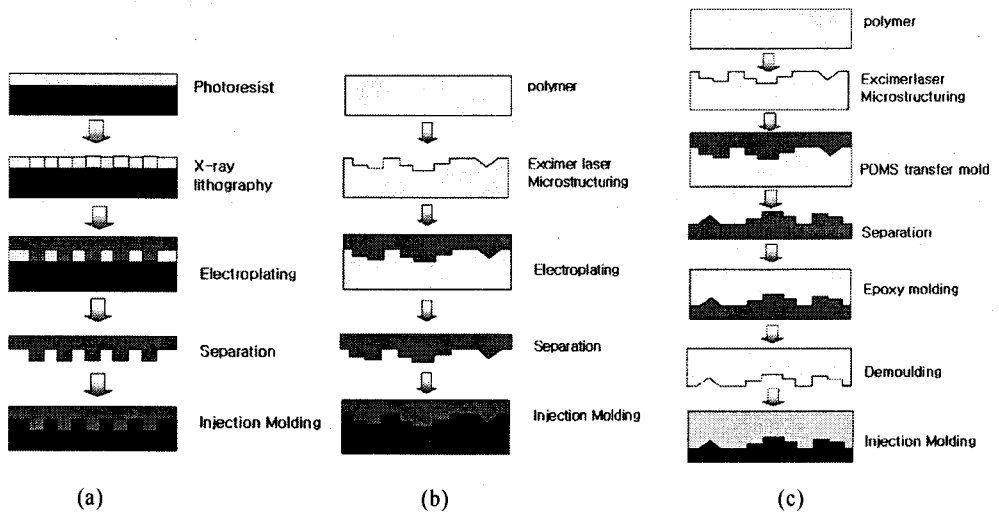 Photoresist
X-ray
lithography
Electroplating
Separation
Injection Molding
(a)
polymer
Excimer laser
Microstructuring
Electroplating
Separation
Injection Molding
(b)
polymer
Excimerlaser
Microstructuring
PDMS transfer mold
Separation
Epoxy molding
Demoulding
Injection Molding
(c)